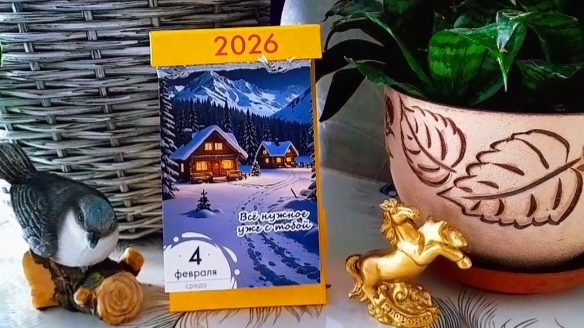 2026
Всё нужное
уже с тобой
4
февраля
среда